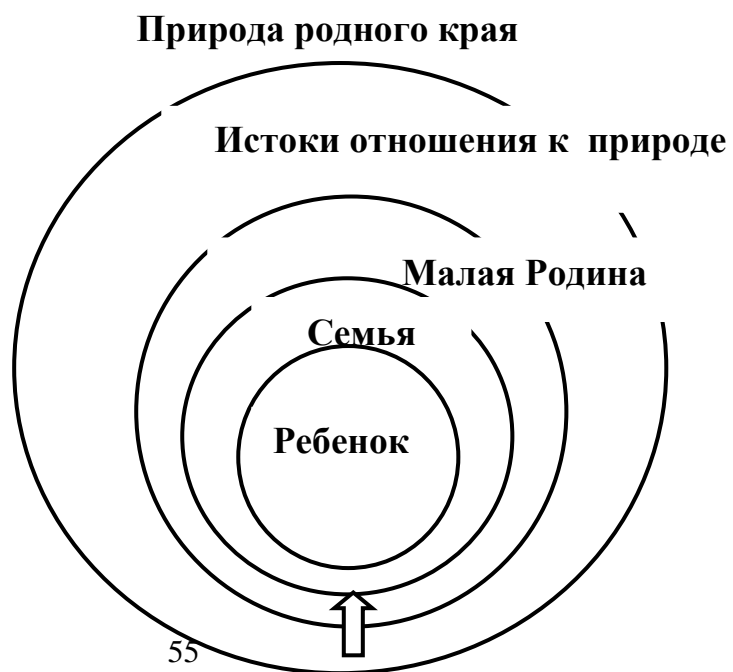 Природа родного края
Истоки отношения к природе
Малая Родина
Семья
Ребенок
55